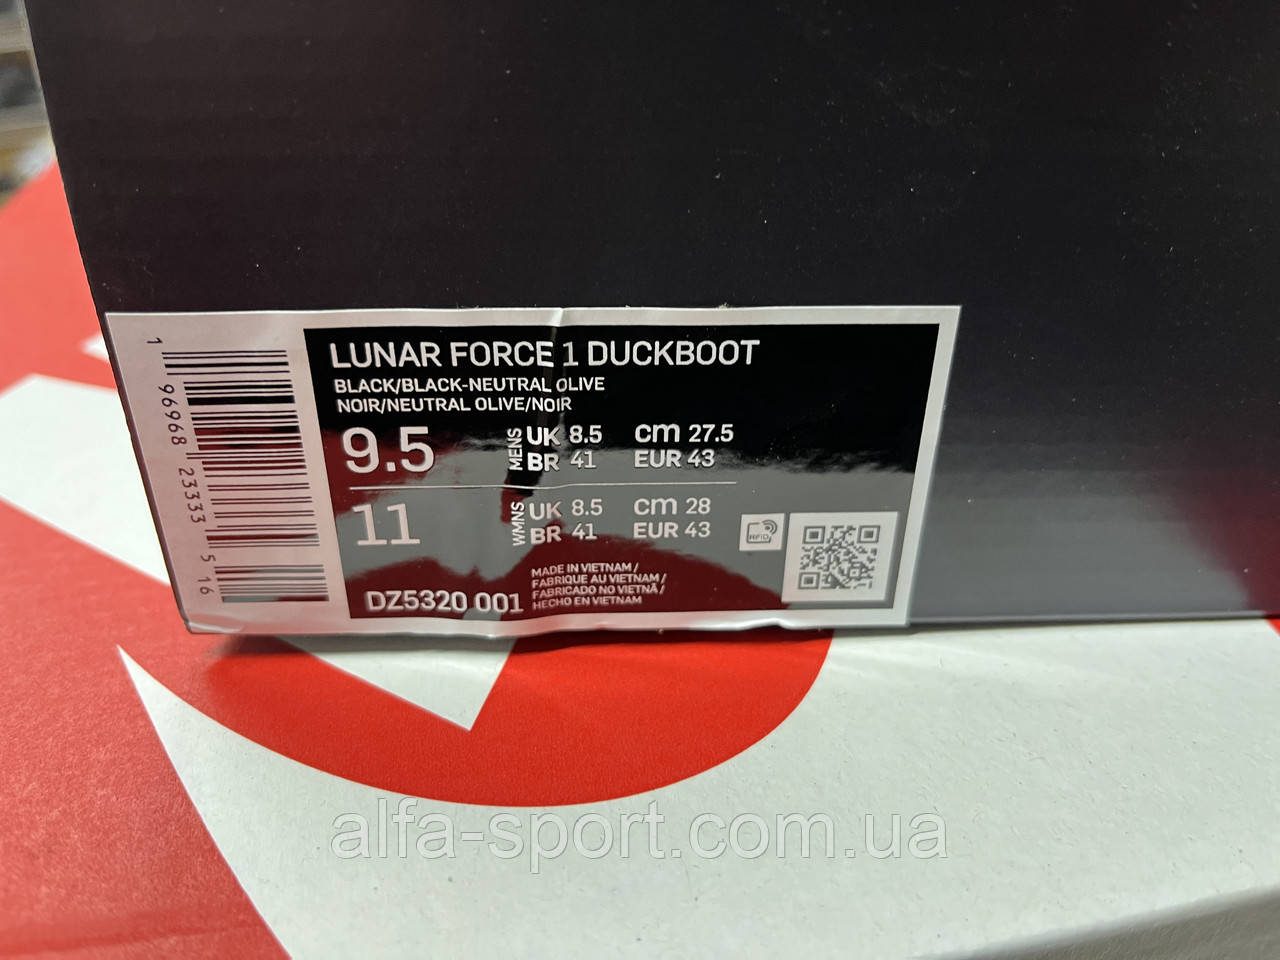 LUNAR FORCE 1 DUCKBOOT
BLACK/BLACK-NEUTRAL OLIVE
NOIR/NEUTRAL OLIVE/NOIR
9.5 MENS UK 8.5 cm 27.5
BR 41 EUR 43
11 WMNS UK 8.5 cm 28
BR 41 EUR 43
RFID
DZ5320 001
MADE IN VIETNAM /
FABRIQUE AU VIETNAM /
FABRICADO NO VIETNÃ /
HECHO EN VIETNAM
1 96968 23333 5 16
alfa-sport.com.ua